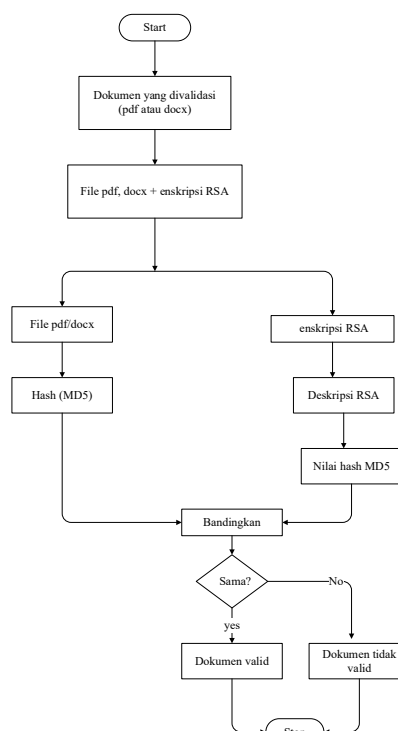 Start
Dokumen yang divalidasi
(pdf atau docx)
File pdf, docx + enskripsi RSA
File pdf/docx
enskripsi RSA
Hash (MD5)
Deskripsi RSA
Nilai hash MD5
Bandingkan
Sama?
No
yes
Dokumen valid
Dokumen tidak
valid